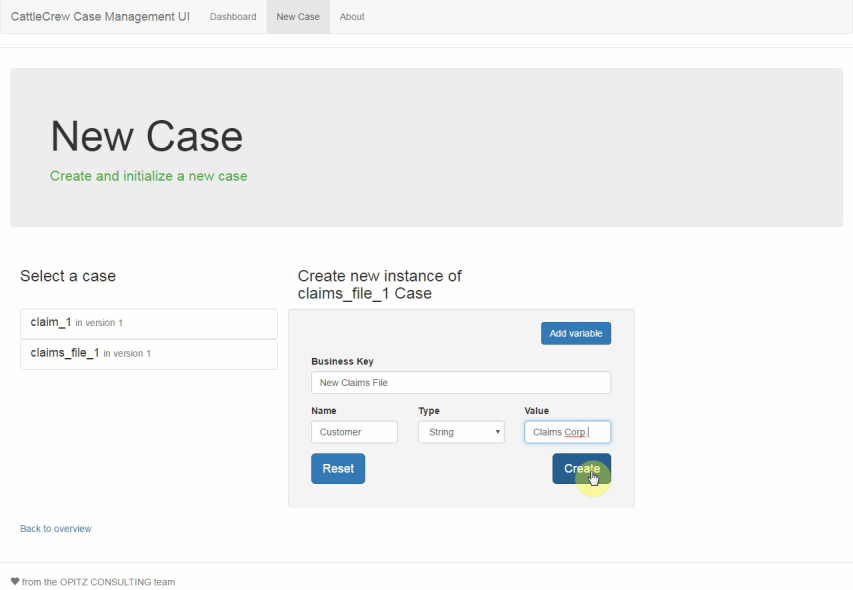 CattleCrew Case Management UI Dashboard New Case About
New Case
Create and initialize a new case
Select a case
claim_1 in version 1
claims_file_1 in version 1
Create new instance of
claims_file_1 Case
Add variable
Business Key
New Claims File
Name Type Value
Customer String Claims Corp.
Reset Create
Back to overview
from the OPITZ CONSULTING team